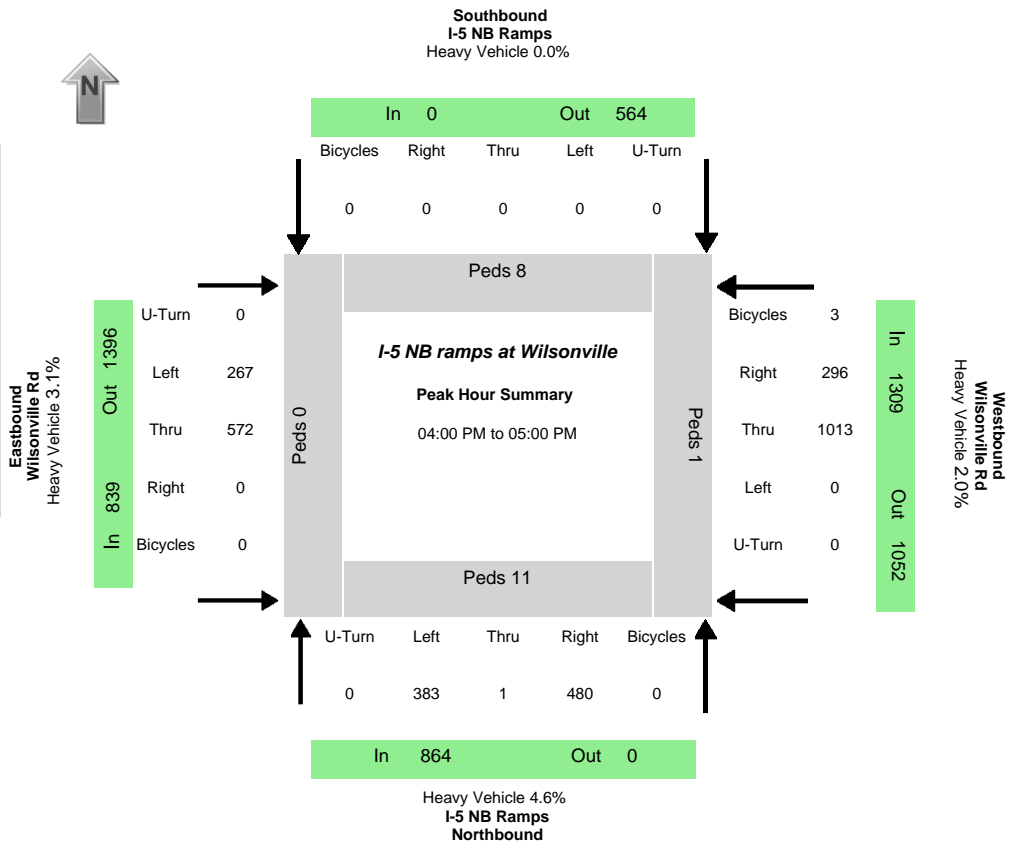 Southbound
I-5 NB Ramps
Heavy Vehicle 0.0%
N
In 0 Out 564
Bicycles Right Thru Left U-Turn
0 0 0 0 0
Peds 8
Eastbound
Wilsonville Rd
Heavy Vehicle 3.1%
In 839 Out 1396
U-Turn 0
Left 267
Thru 572
Right 0
Bicycles 0
Peds 0
I-5 NB ramps at Wilsonville
Peak Hour Summary
04:00 PM to 05:00 PM
Peds 1
Bicycles 3
Right 296
Thru 1013
Left 0
U-Turn 0
In 1309 Out 1052
Westbound
Wilsonville Rd
Heavy Vehicle 2.0%
Peds 11
U-Turn Left Thru Right Bicycles
0 383 1 480 0
In 864 Out 0
Heavy Vehicle 4.6%
I-5 NB Ramps
Northbound